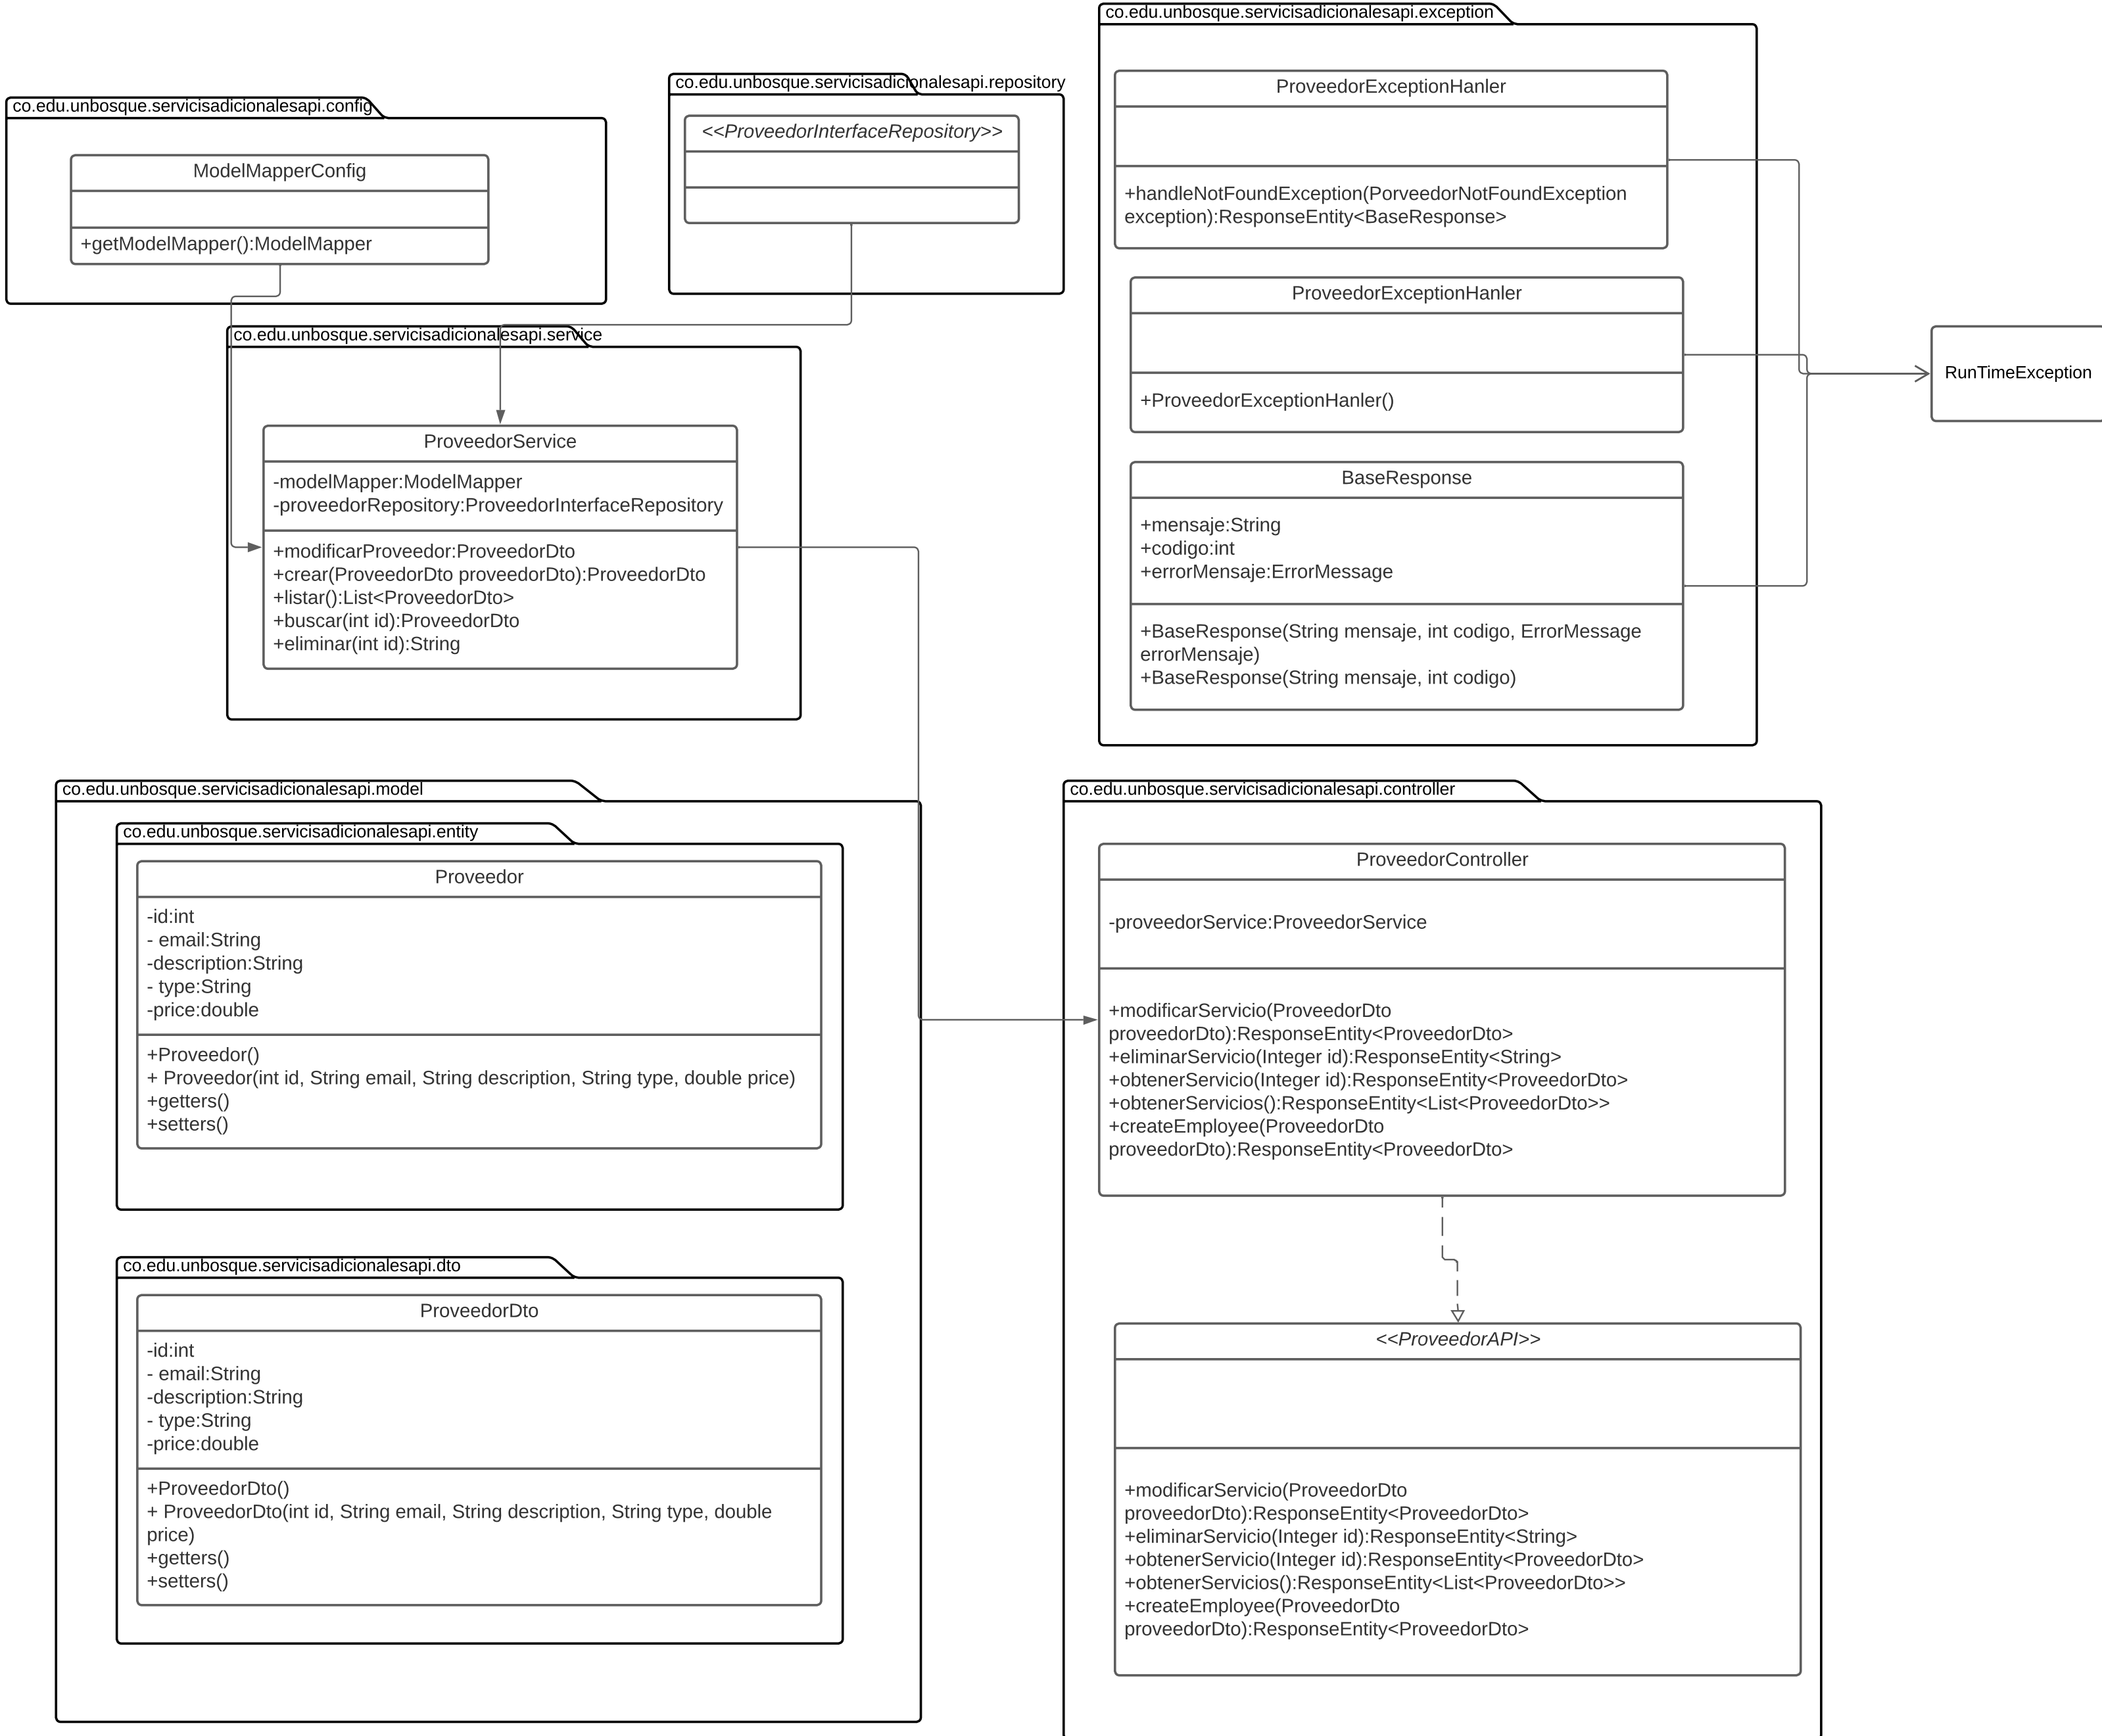 co.edu.unbosque.servicisadicionalesapi.config
ModelMapperConfig
+getModelMapper():ModelMapper
co.edu.unbosque.servicisadicionalesapi.repository
<<ProveedorInterfaceRepository>>
co.edu.unbosque.servicisadicionalesapi.exception
ProveedorExceptionHanler
+handleNotFoundException(PorveedorNotFoundException
exception):ResponseEntity<BaseResponse>
ProveedorExceptionHanler
+ProveedorExceptionHanler()
BaseResponse
+mensaje:String
+codigo:int
+errorMensaje:ErrorMessage
+BaseResponse(String mensaje, int codigo, ErrorMessage
errorMensaje)
+BaseResponse(String mensaje, int codigo)
RunTimeException
co.edu.unbosque.servicisadicionalesapi.service
ProveedorService
-modelMapper:ModelMapper
-proveedorRepository:ProveedorInterfaceRepository
+modificarProveedor:ProveedorDto
+crear(ProveedorDto proveedorDto):ProveedorDto
+listar():List<ProveedorDto>
+buscar(int id):ProveedorDto
+eliminar(int id):String
co.edu.unbosque.servicisadicionalesapi.model
co.edu.unbosque.servicisadicionalesapi.entity
Proveedor
-id:int
- email:String
-description:String
- type:String
-price:double
+Proveedor()
+ Proveedor(int id, String email, String description, String type, double price)
+getters()
+setters()
co.edu.unbosque.servicisadicionalesapi.dto
ProveedorDto
-id:int
- email:String
-description:String
- type:String
-price:double
+ProveedorDto()
+ ProveedorDto(int id, String email, String description, String type, double
price)
+getters()
+setters()
co.edu.unbosque.servicisadicionalesapi.controller
ProveedorController
-proveedorService:ProveedorService
+modificarServicio(ProveedorDto
proveedorDto):ResponseEntity<ProveedorDto>
+eliminarServicio(Integer id):ResponseEntity<String>
+obtenerServicio(Integer id):ResponseEntity<ProveedorDto>
+obtenerServicios():ResponseEntity<List<ProveedorDto>>
+createEmployee(ProveedorDto
proveedorDto):ResponseEntity<ProveedorDto>
<<ProveedorAPI>>
+modificarServicio(ProveedorDto
proveedorDto):ResponseEntity<ProveedorDto>
+eliminarServicio(Integer id):ResponseEntity<String>
+obtenerServicio(Integer id):ResponseEntity<ProveedorDto>
+obtenerServicios():ResponseEntity<List<ProveedorDto>>
+createEmployee(ProveedorDto
proveedorDto):ResponseEntity<ProveedorDto>